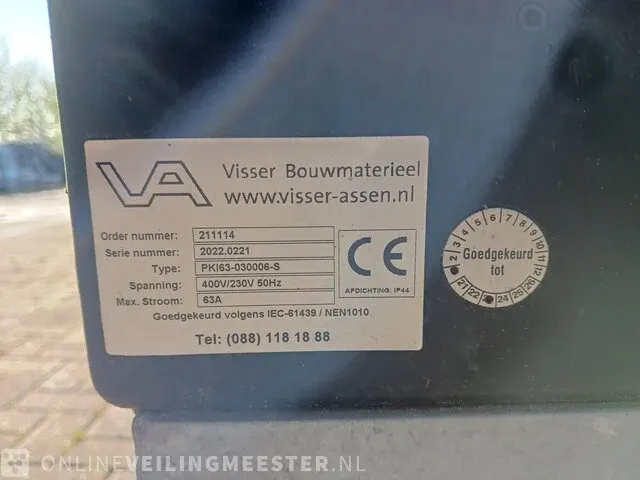 VA
Visser Bouwmaterieel
www.visser-assen.nl
Order nummer: 211114
Serie nummer: 2022.0221
Type: PKI63-030006-S
Spanning: 400V/230V 50Hz
Max. Stroom: 63A
CE
AFDICHTING: IP44
Goedgekeurd volgens IEC-61439 / NEN1010
Tel: (088) 118 18 88
2 3 4 5 6 7 8 9 10 11 12
Goedgekeurd
tot
21 22 24 25 26
ONLINEVEILINGMEESTER.NL